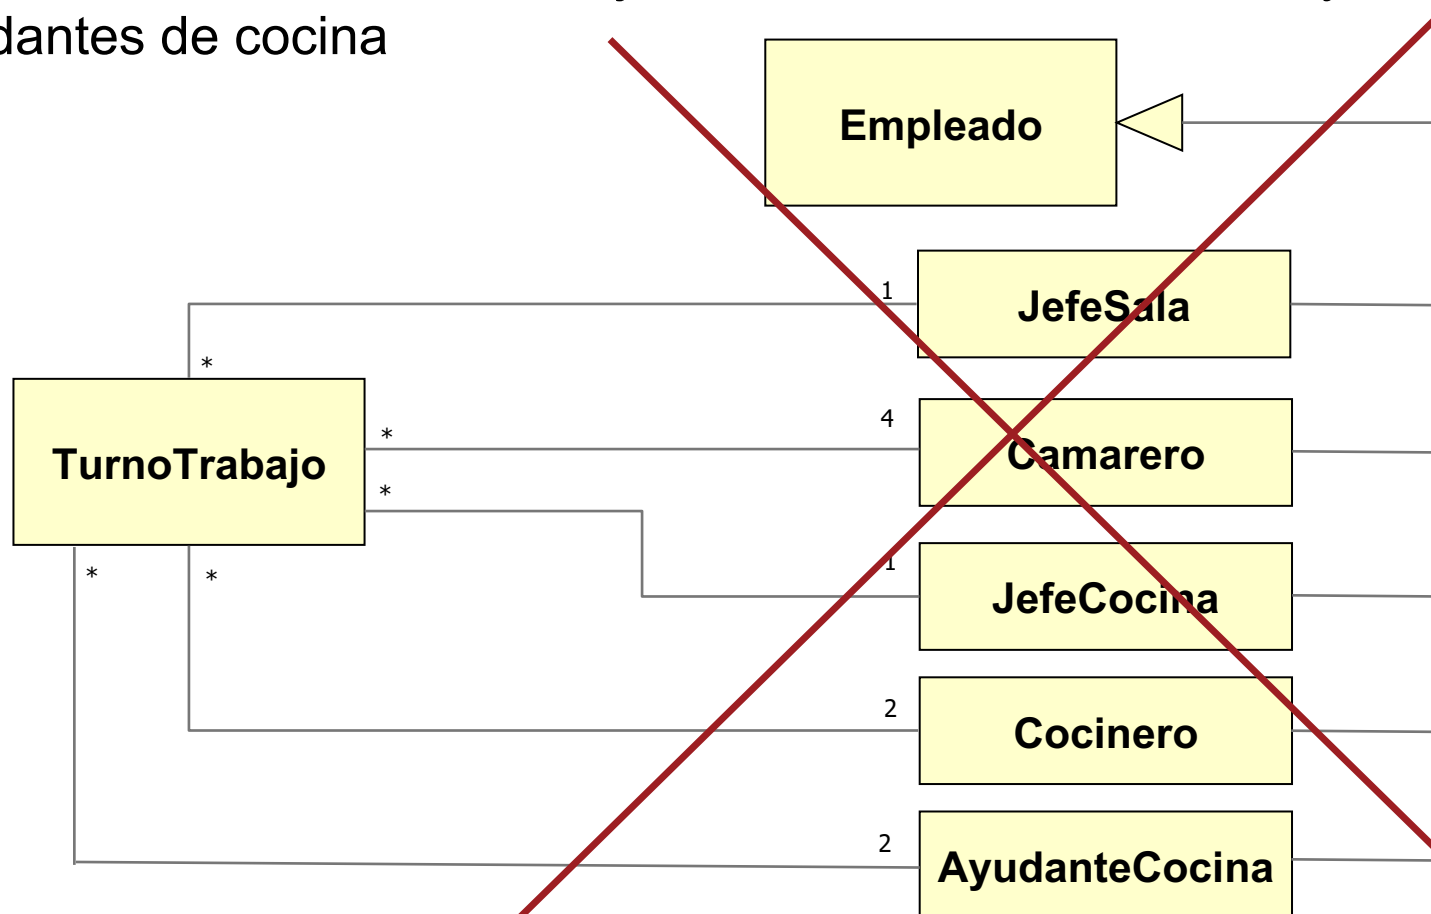 dantes de cocina
Empleado
1
JefeSala
*
4
*
Camarero
TurnoTrabajo
*
1
JefeCocina
*
*
2
Cocinero
2
AyudanteCocina